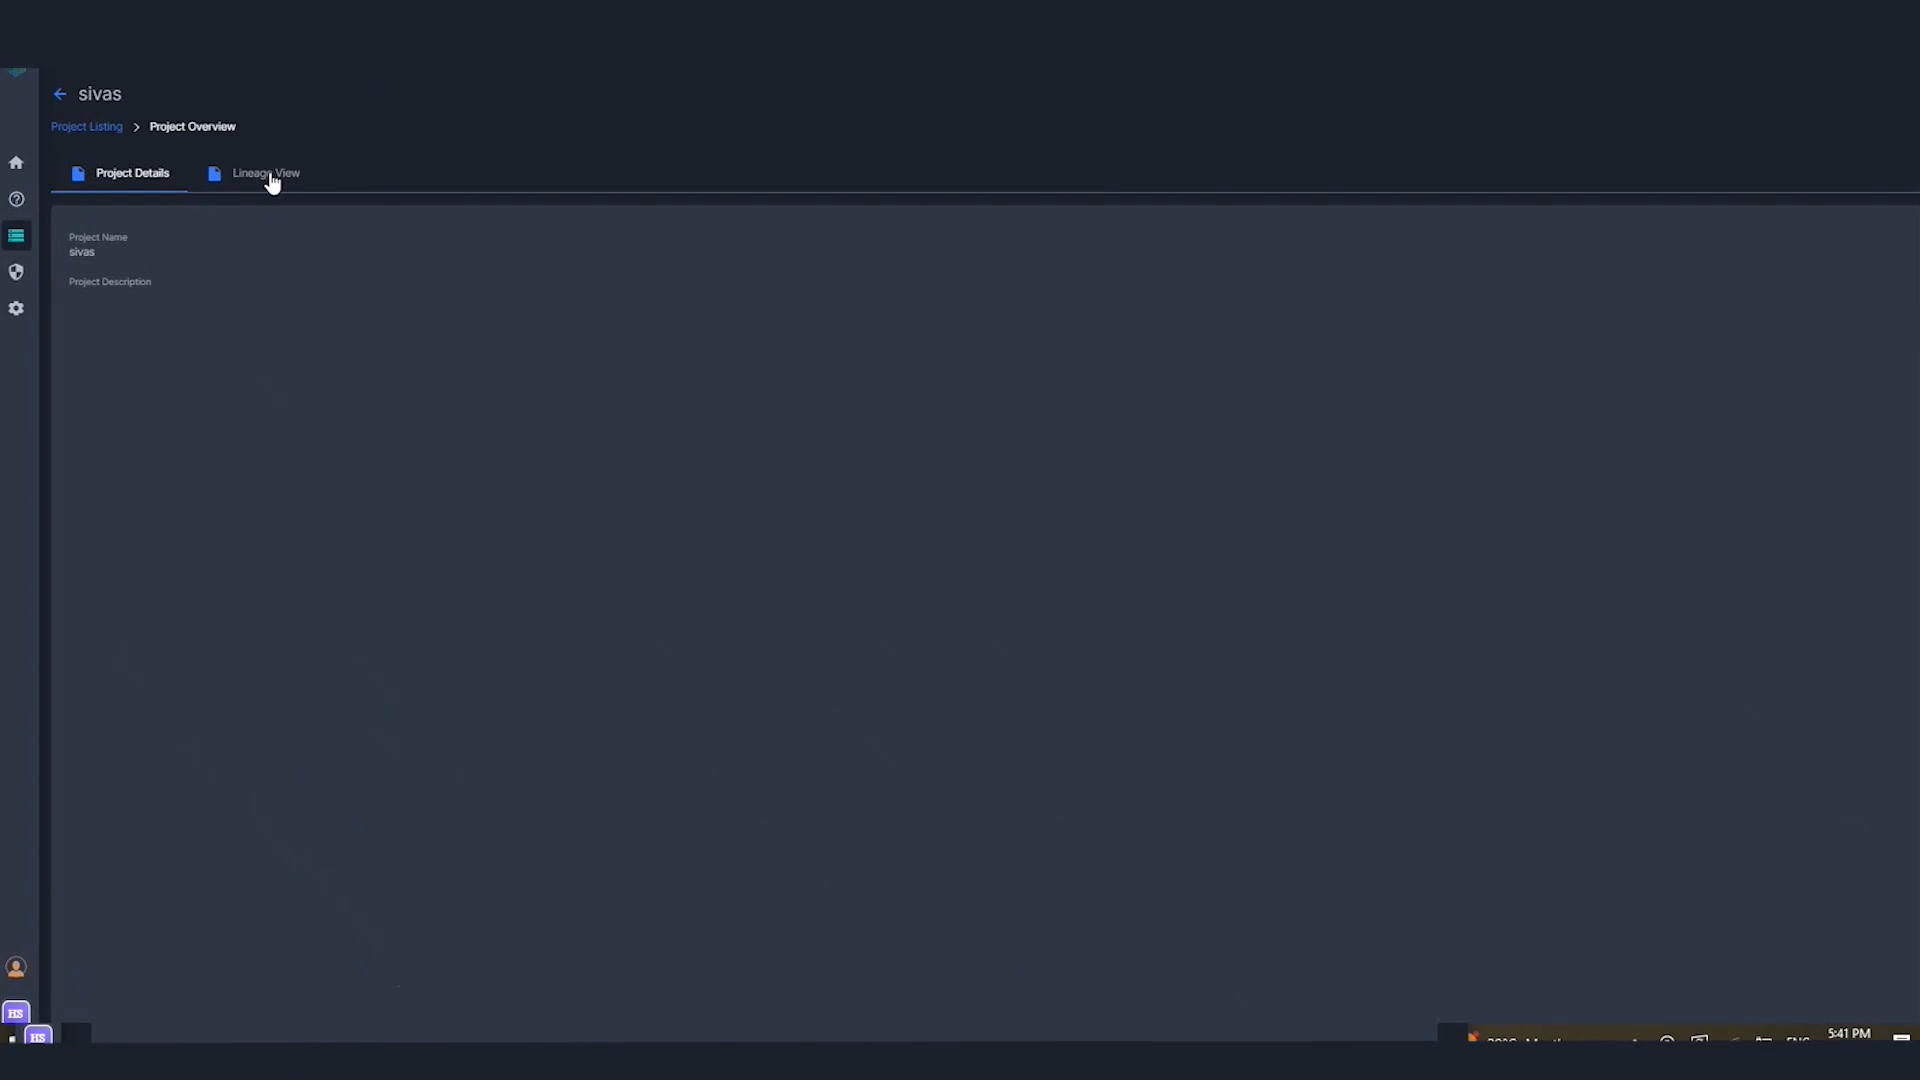 sivas
Project Listing > Project Overview
Project Details Lineage View
Project Name
sivas
Project Description
HS
HS
5:41 PM